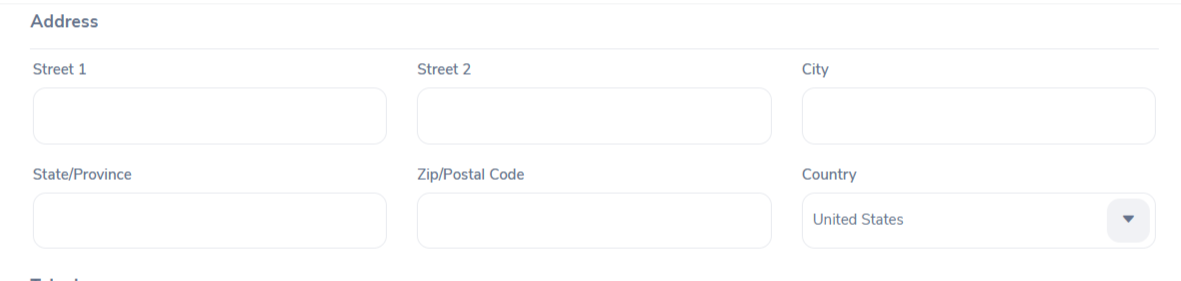 Address
Street 1
Street 2
City
State/Province
Zip/Postal Code
Country
United States